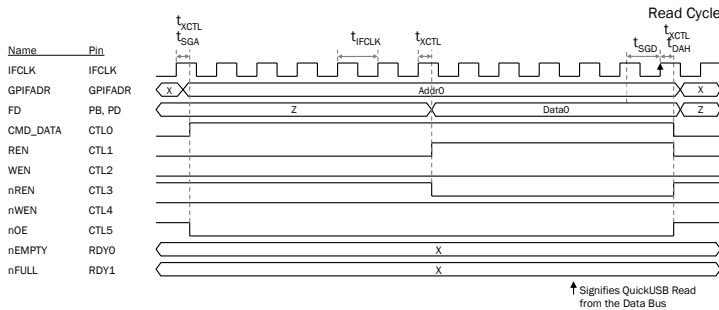 Read Cycle
tXCTL
tSGA
tIFCLK
tXCTL
tSGD
tXCTL
tDAH
Name Pin
IFCLK IFCLK
GPIFADR GPIFADR X Addr0 X
FD PB, PD Z Data0 Z
CMD_DATA CTL0
REN CTL1
WEN CTL2
nREN CTL3
nWEN CTL4
nOE CTL5
nEMPTY RDY0 X
nFULL RDY1 X
Signifies QuickUSB Read
from the Data Bus